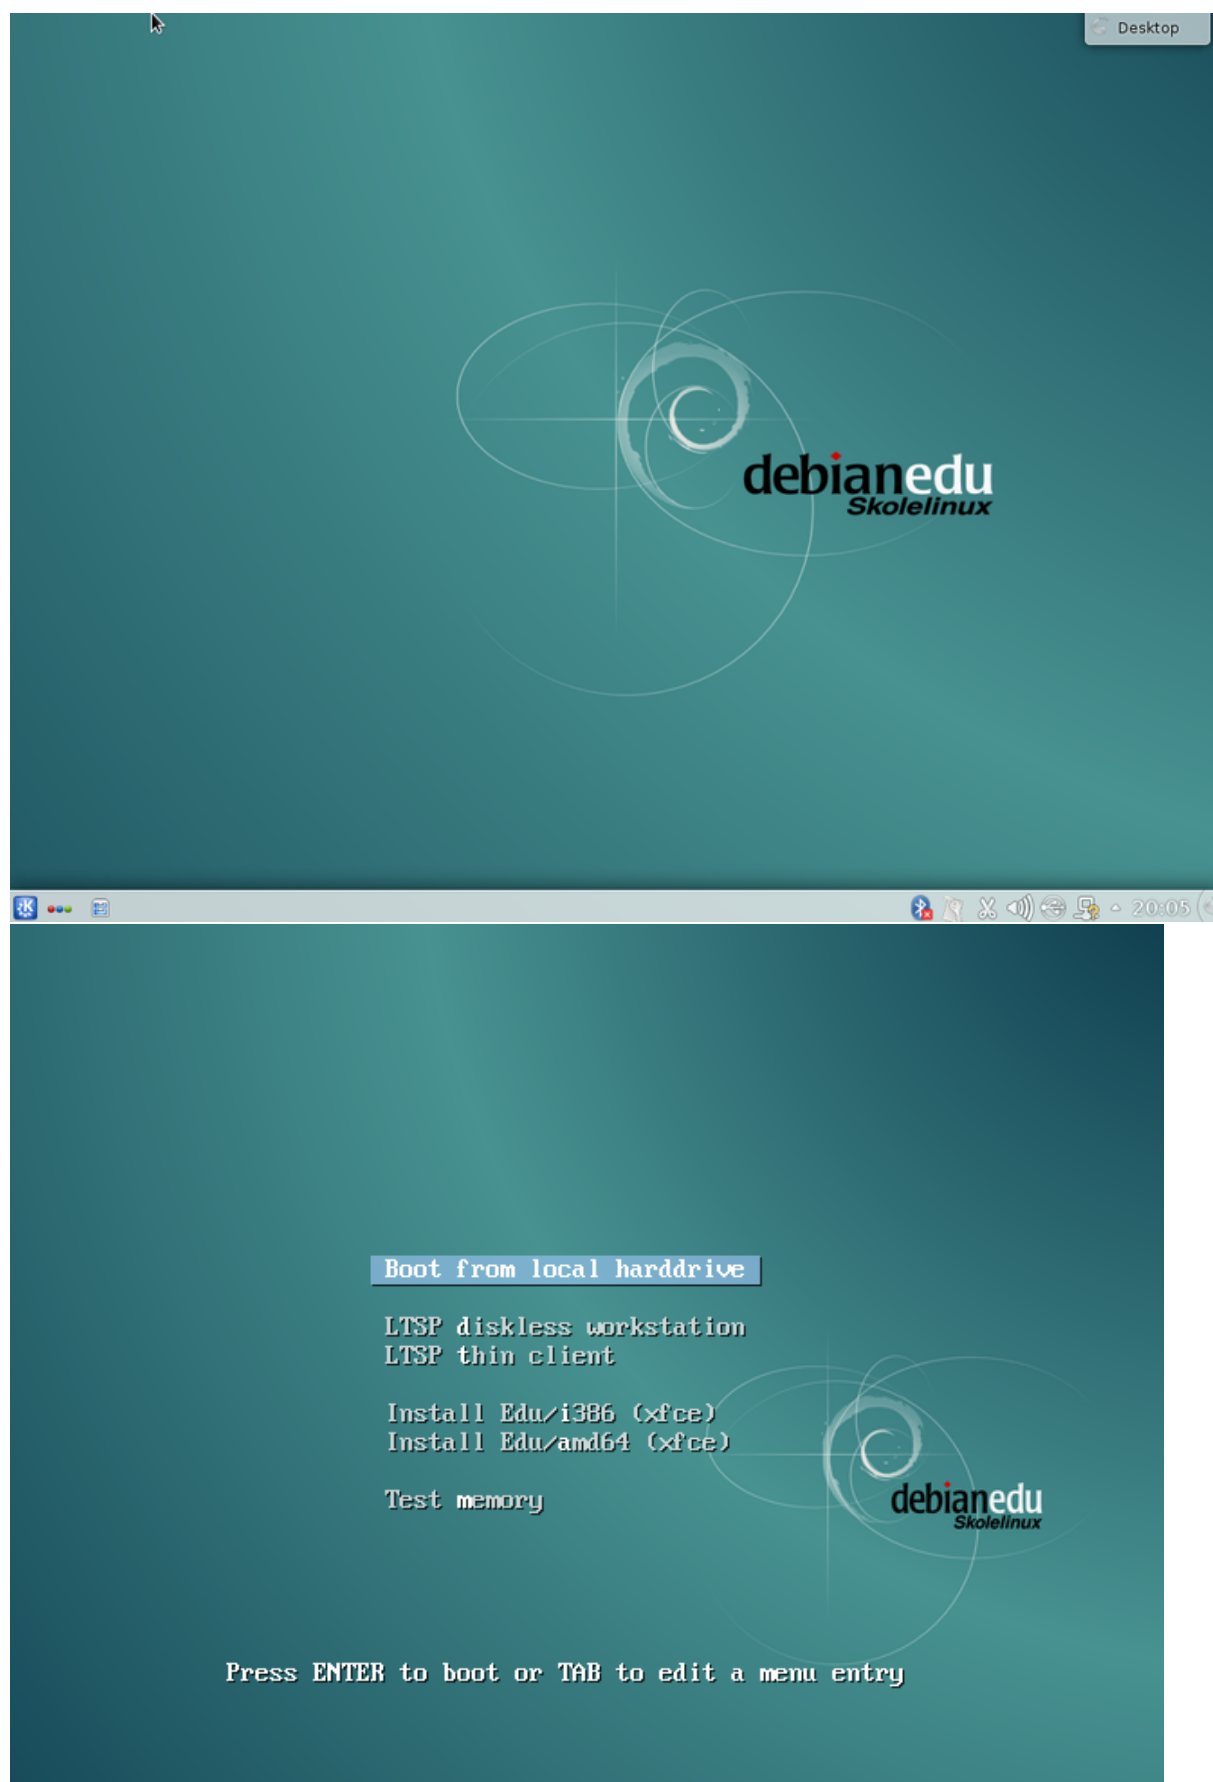 Desktop
debianedu
Skolelinux
20:05
Boot from local harddrive
LTSP diskless workstation
LTSP thin client
Install Edu/i386 (xfce)
Install Edu/amd64 (xfce)
Test memory
debianedu
Skolelinux
Press ENTER to boot or TAB to edit a menu entry